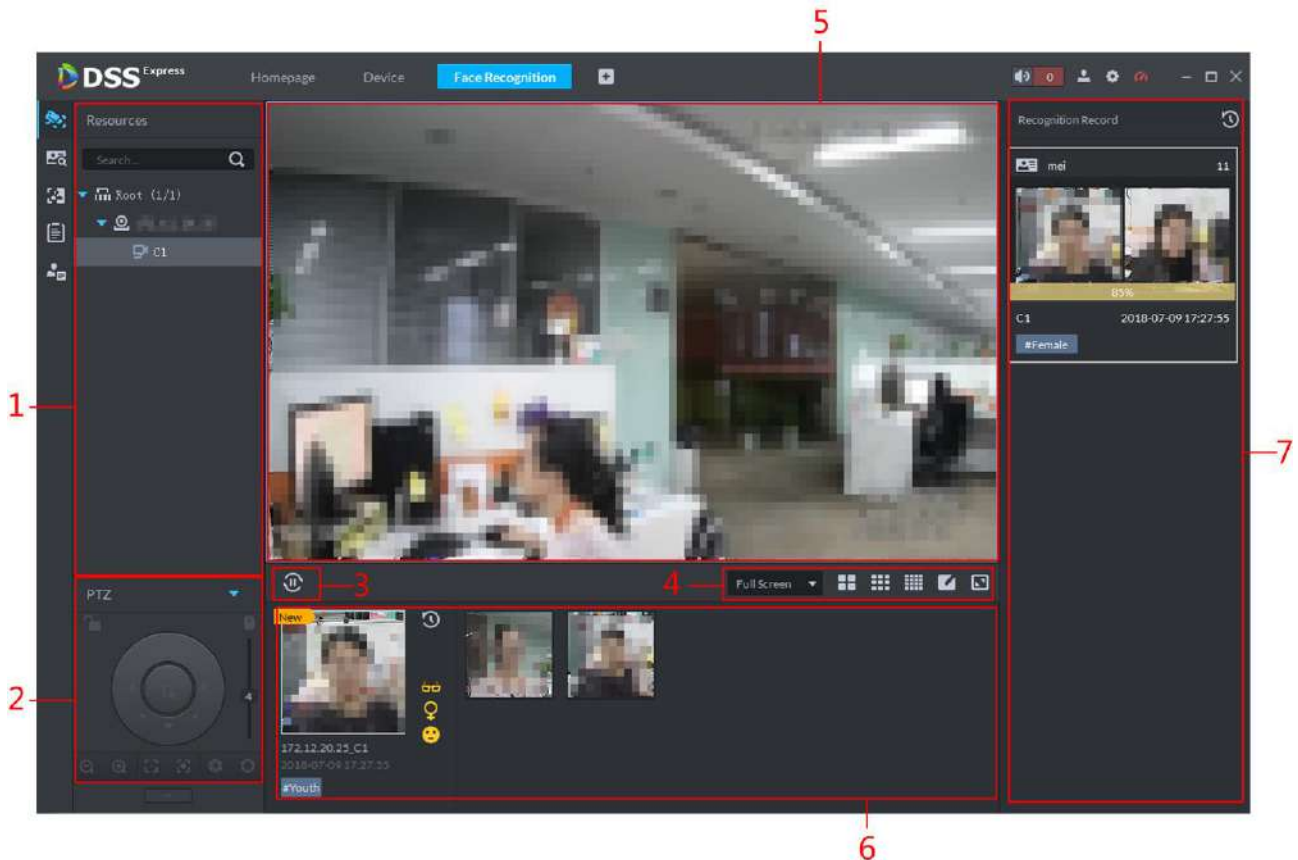 5
DSS Express
Homepage
Device
Face Recognition
0
Resources
Recognition Record
Search...
mei
11
Root (1/1)
C1
85%
C1
2018-07-09 17:27:55
#Female
1
7
PTZ
3
4
Full Screen
New
2
4
172.12.20.25_C1
2018-07-09 17:27:55
#Youth
6